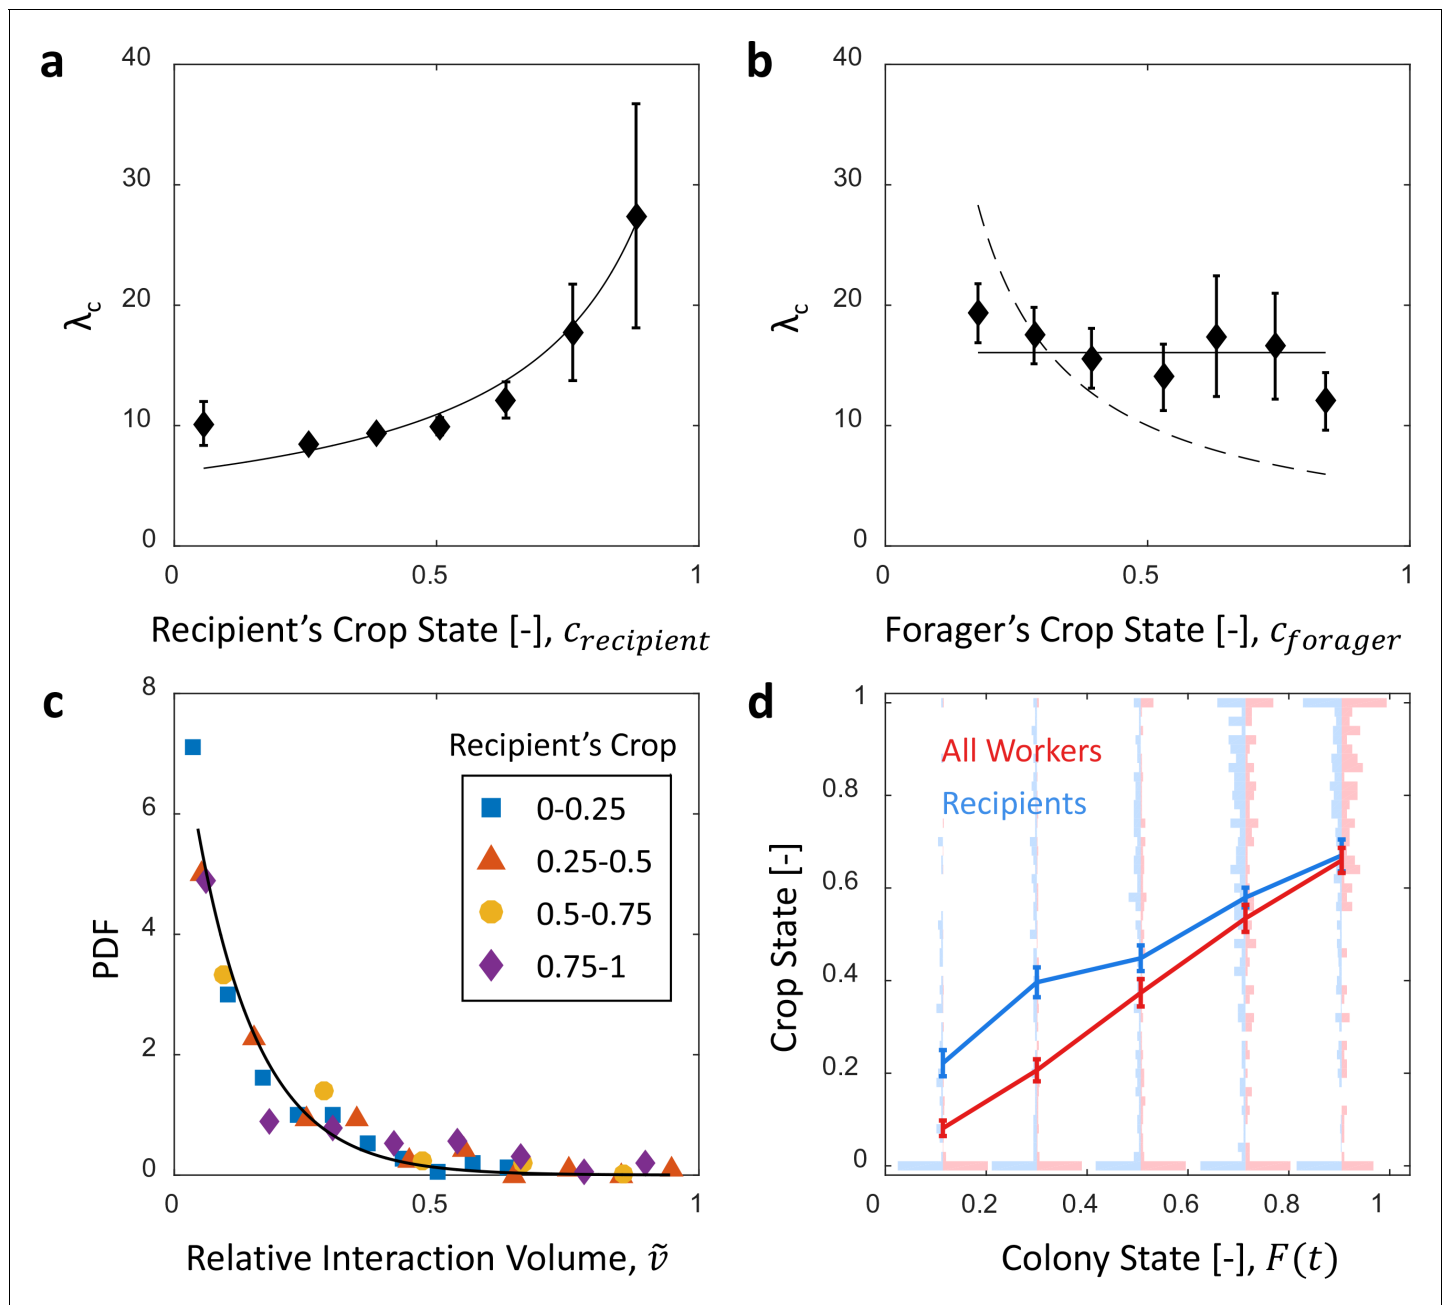 a
40
30
20
10
0
λc
0 0.5 1
Recipient’s Crop State [-], c_recipient
b
40
30
20
10
0
λc
0 0.5 1
Forager’s Crop State [-], c_forager
c
8
6
4
2
0
PDF
Recipient’s Crop
0-0.25
0.25-0.5
0.5-0.75
0.75-1
0 0.5 1
Relative Interaction Volume, ṽ
d
1
0.8
0.6
0.4
0.2
0
Crop State [-]
All Workers
Recipients
0 0.2 0.4 0.6 0.8 1
Colony State [-], F(t)